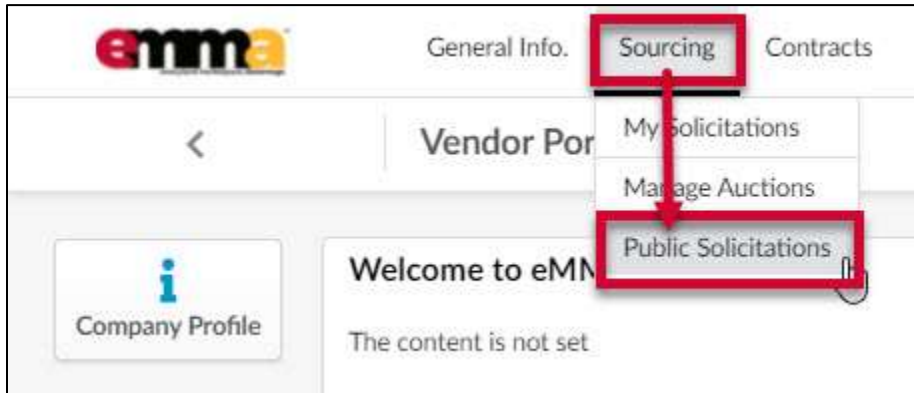 emma
General Info. Sourcing Contracts
Vendor Por
My Solicitations
Manage Auctions
Public Solicitations
Company Profile
Welcome to eMM
The content is not set